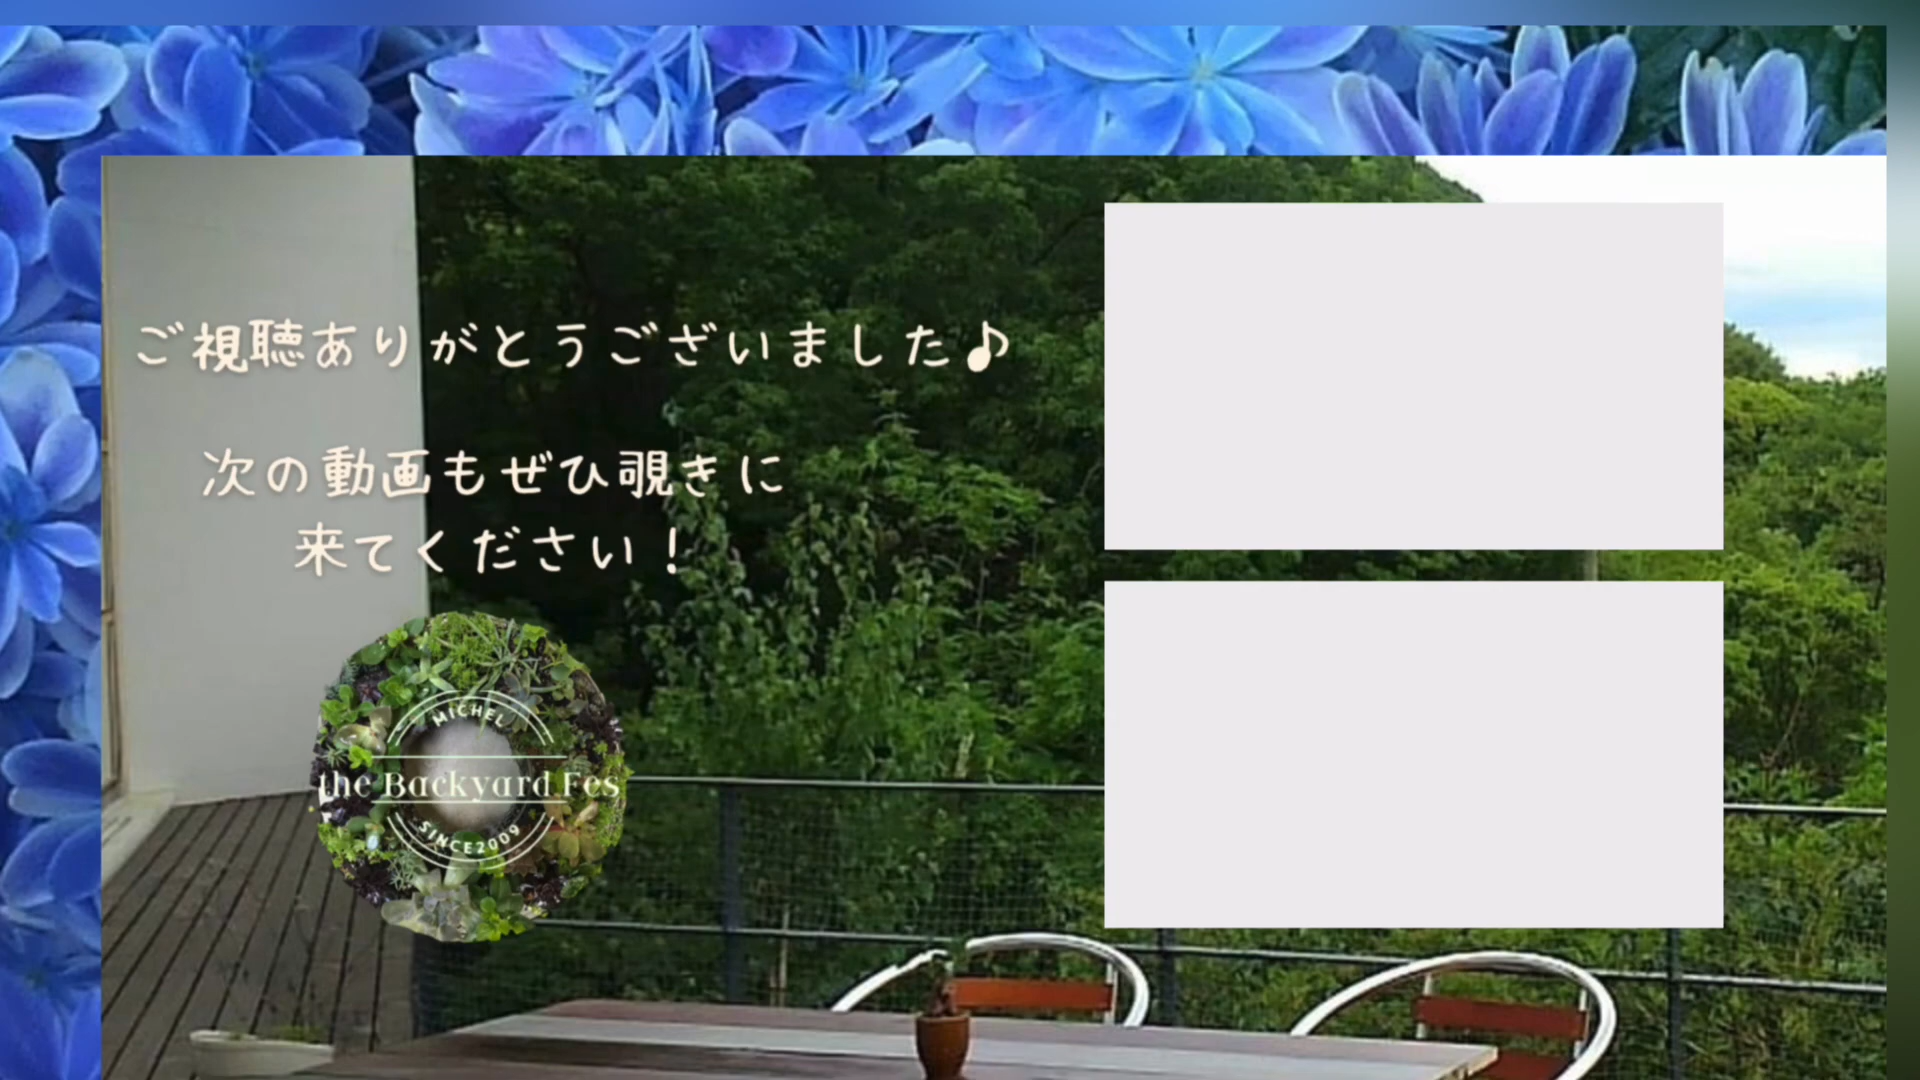 ご視聴ありがとうございました♪
次の動画もぜひ覗きに
来てください！
MICHEL
the Backyard Fes
SINCE2009